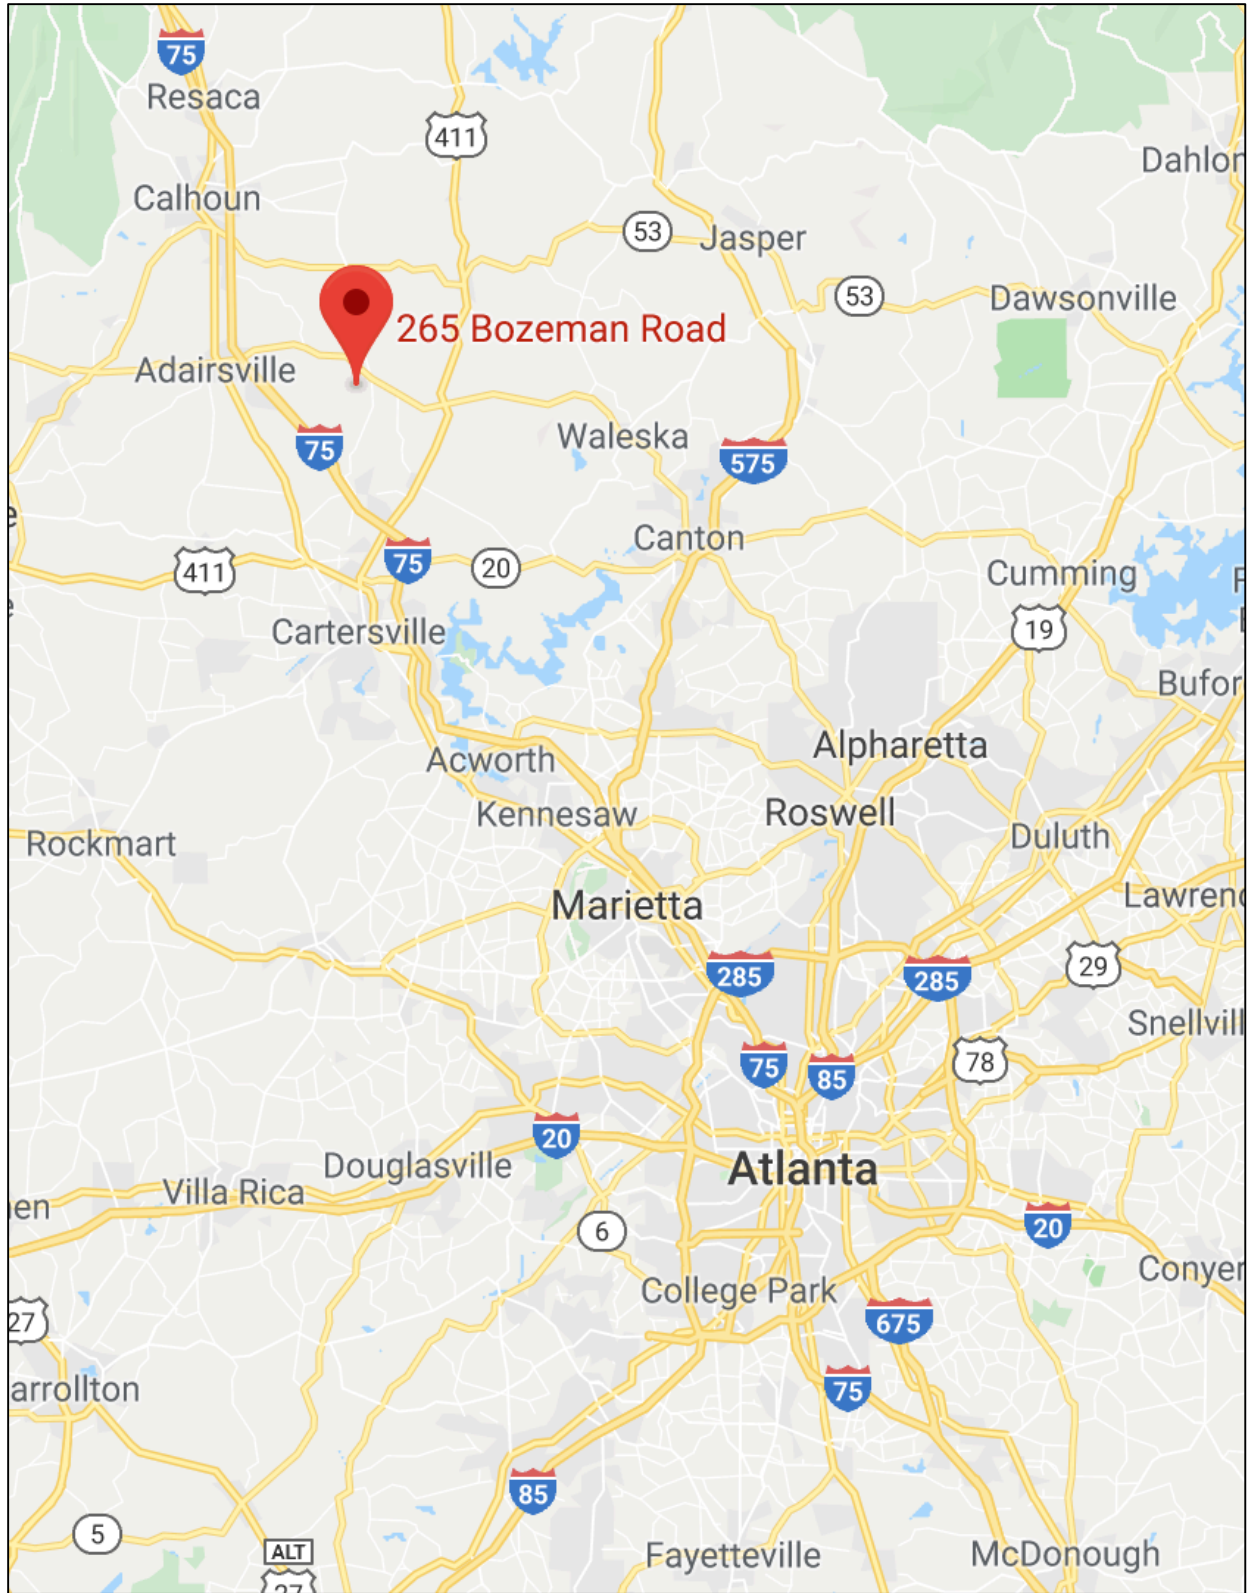 75
Resaca
411
Dahlon
Calhoun
53
Jasper
53
Dawsonville
265 Bozeman Road
Adairsville
Waleska
75
575
Canton
75
20
411
Cumming
19
Cartersville
Bufor
Alpharetta
Acworth
Kennesaw
Roswell
Duluth
Rockmart
Lawrenc
Marietta
285
285
29
Snellvill
75
85
78
20
Douglasville
Atlanta
Villa Rica
en
6
20
Conyer
College Park
27
675
75
arrollton
85
5
ALT
27
Fayetteville
McDonough